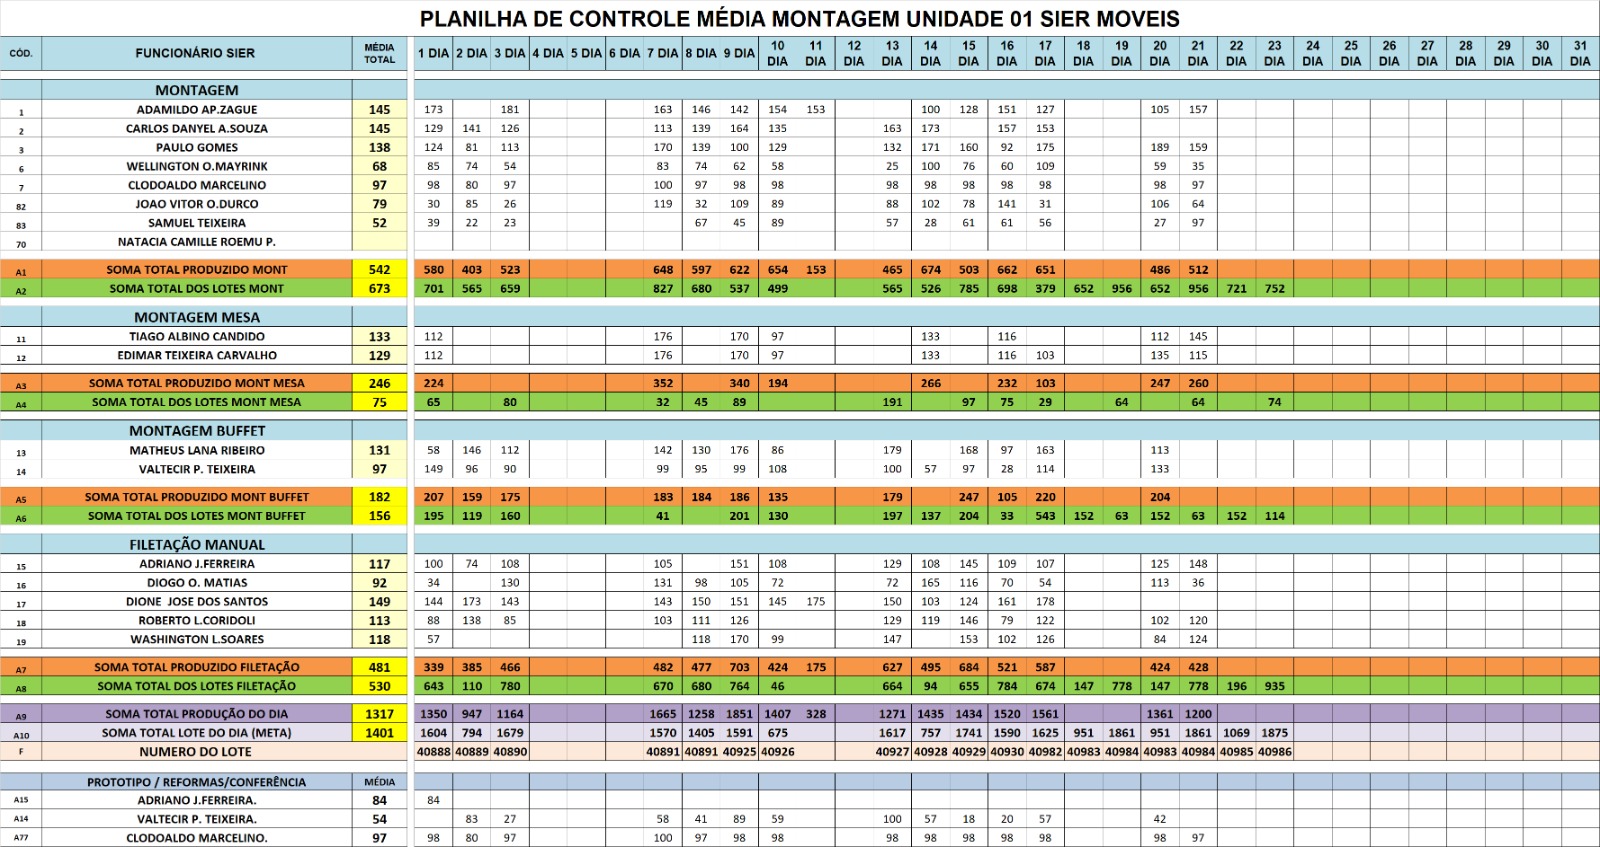 PLANILHA DE CONTROLE MÉDIA MONTAGEM UNIDADE 01 SIER MOVEIS
CÓD. FUNCIONÁRIO SIER MÉDIA TOTAL 1 DIA 2 DIA 3 DIA 4 DIA 5 DIA 6 DIA 7 DIA 8 DIA 9 DIA 10 DIA 11 DIA 12 DIA 13 DIA 14 DIA 15 DIA 16 DIA 17 DIA 18 DIA 19 DIA 20 DIA 21 DIA 22 DIA 23 DIA 24 DIA 25 DIA 26 DIA 27 DIA 28 DIA 29 DIA 30 DIA 31 DIA
MONTAGEM
1 ADAMILDO AP.ZAGUE 145 173 181 163 146 142 154 153 100 128 151 127 105 157
2 CARLOS DANYEL A.SOUZA 145 129 141 126 113 139 164 135 163 173 157 153
3 PAULO GOMES 138 124 81 113 170 139 100 129 132 171 160 92 175 189 159
6 WELLINGTON O.MAYRINK 68 85 74 54 83 74 62 58 25 100 76 60 109 59 35
7 CLODOALDO MARCELINO 97 98 80 97 100 97 98 98 98 98 98 98 98 98 97
82 JOAO VITOR O.DURCO 79 30 85 26 119 32 109 89 88 102 78 141 31 106 64
83 SAMUEL TEIXEIRA 52 39 22 23 67 45 89 57 28 61 61 56 27 97
70 NATACIA CAMILLE ROEMU P.
A1 SOMA TOTAL PRODUZIDO MONT 542 580 403 523 648 597 622 654 153 465 674 503 662 651 486 512
A2 SOMA TOTAL DOS LOTES MONT 673 701 565 659 827 680 537 499 565 526 785 698 379 652 956 652 956 721 752
MONTAGEM MESA
11 TIAGO ALBINO CANDIDO 133 112 176 170 97 133 116 112 145
12 EDIMAR TEIXEIRA CARVALHO 129 112 176 170 97 133 116 103 135 115
A3 SOMA TOTAL PRODUZIDO MONT MESA 246 224 352 340 194 266 232 103 247 260
A4 SOMA TOTAL DOS LOTES MONT MESA 75 65 80 32 45 89 191 97 75 29 64 64 74
MONTAGEM BUFFET
13 MATHEUS LANA RIBEIRO 131 58 146 112 142 130 176 86 179 168 97 163 113
14 VALTECIR P. TEIXEIRA 97 149 96 90 99 95 99 108 100 57 97 28 114 133
A5 SOMA TOTAL PRODUZIDO MONT BUFFET 182 207 159 175 183 184 186 135 179 247 105 220 204
A6 SOMA TOTAL DOS LOTES MONT BUFFET 156 195 119 160 41 201 130 197 137 204 33 543 152 63 152 63 152 114
FILETAÇÃO MANUAL
15 ADRIANO J.FERREIRA 117 100 74 108 105 151 108 129 108 145 109 107 125 148
16 DIOGO O. MATIAS 92 34 130 131 98 105 72 72 165 116 70 54 113 36
17 DIONE JOSE DOS SANTOS 149 144 173 143 143 150 151 145 175 150 103 124 161 178
18 ROBERTO L.CORIDOLI 113 88 138 85 103 111 126 129 119 146 79 122 102 120
19 WASHINGTON L.SOARES 118 57 118 170 99 147 153 102 126 84 124
A7 SOMA TOTAL PRODUZIDO FILETAÇÃO 481 339 385 466 482 477 703 424 175 627 495 684 521 587 424 428
A8 SOMA TOTAL DOS LOTES FILETAÇÃO 530 643 110 780 670 680 764 46 664 94 655 784 674 147 778 147 778 196 935
A9 SOMA TOTAL PRODUÇÃO DO DIA 1317 1350 947 1164 1665 1258 1851 1407 328 1271 1435 1434 1520 1561 1361 1200
A10 SOMA TOTAL LOTE DO DIA (META) 1401 1604 794 1679 1570 1405 1591 675 1617 757 1741 1590 1625 951 1861 951 1861 1069 1875
F NUMERO DO LOTE 40888 40889 40890 40891 40891 40925 40926 40927 40928 40929 40930 40982 40983 40984 40983 40984 40985 40986
PROTOTIPO / REFORMAS/CONFERÊNCIA MÉDIA
A15 ADRIANO J.FERREIRA. 84 84
A14 VALTECIR P. TEIXEIRA. 54 83 27 58 41 89 59 100 57 18 20 57 42
A77 CLODOALDO MARCELINO. 97 98 80 97 100 97 98 98 98 98 98 98 98 98 97